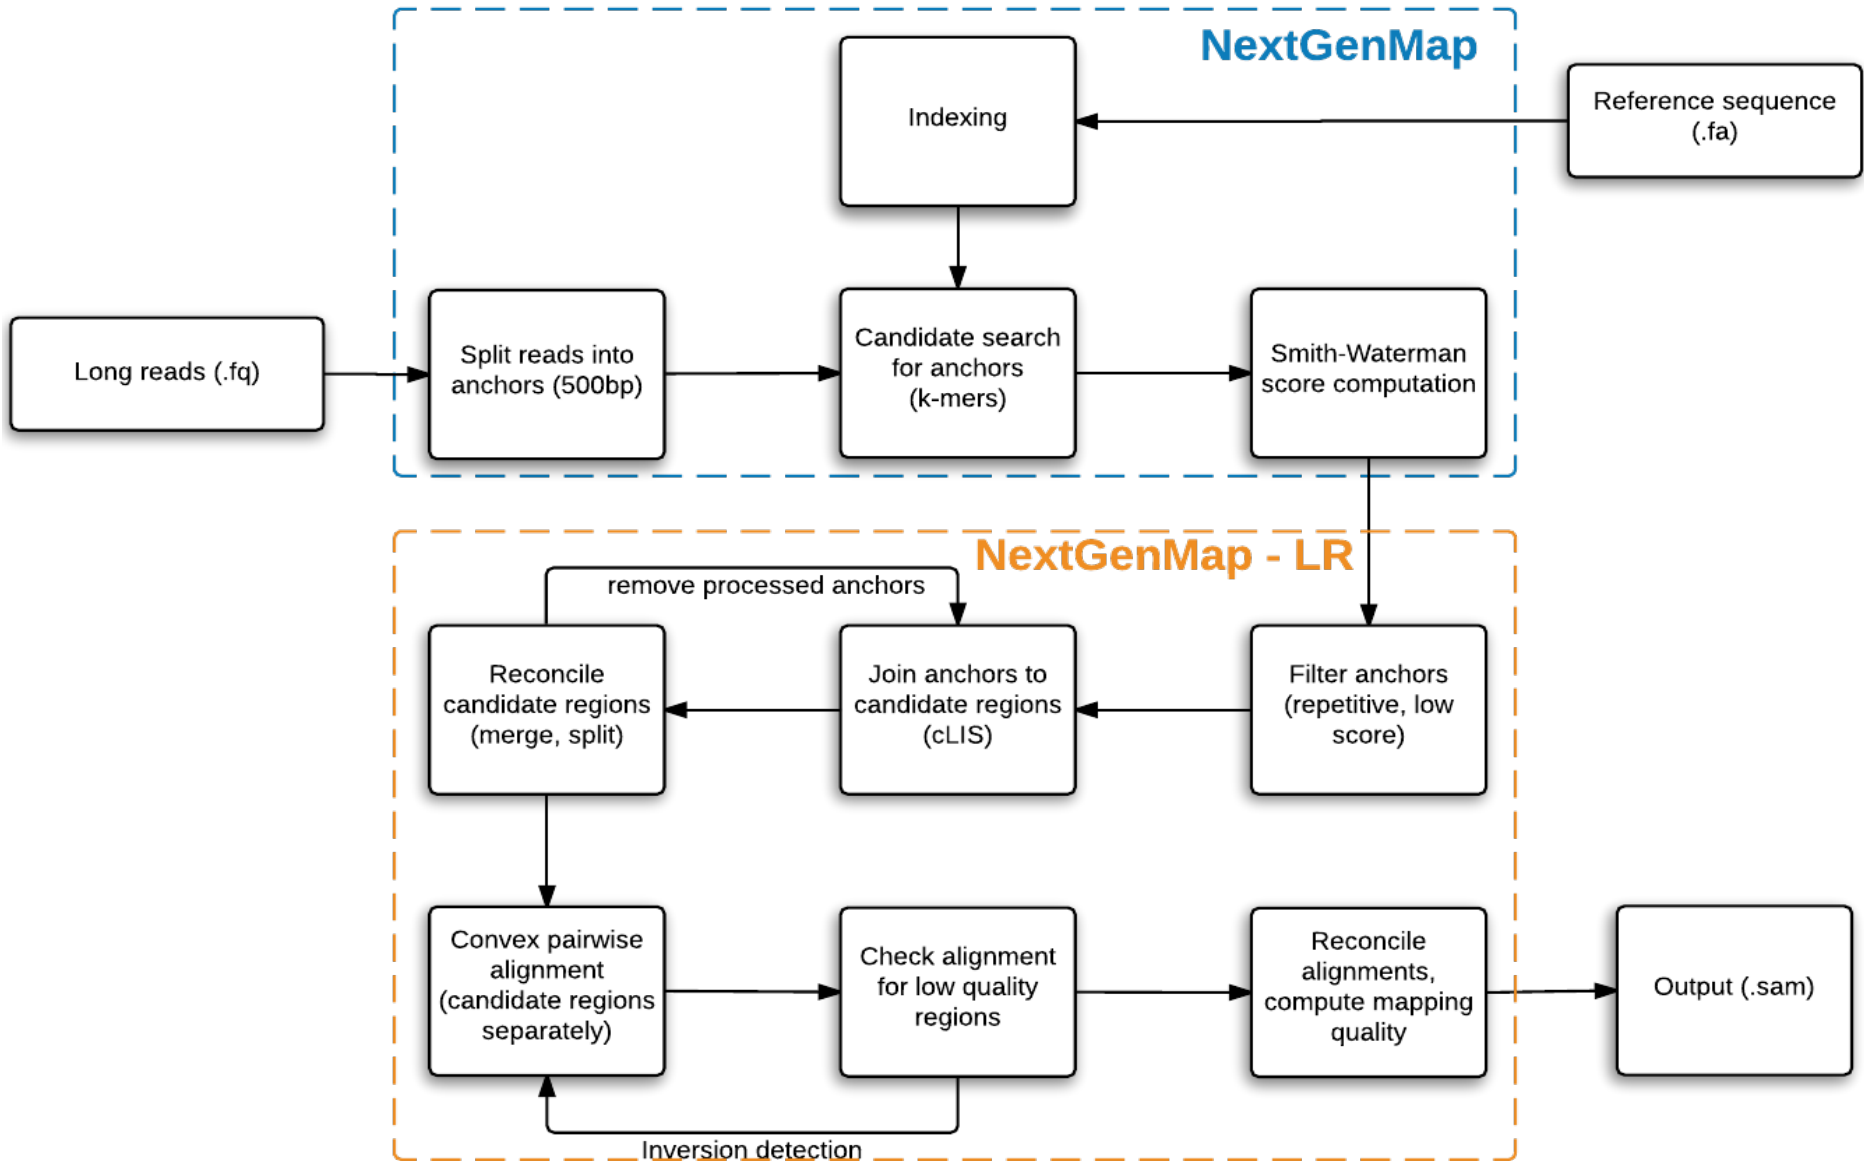 NextGenMap
Indexing
Reference sequence
(.fa)
Long reads (.fq)
Split reads into
anchors (500bp)
Candidate search
for anchors
(k-mers)
Smith-Waterman
score computation
NextGenMap - LR
remove processed anchors
Reconcile
candidate regions
(merge, split)
Join anchors to
candidate regions
(cLIS)
Filter anchors
(repetitive, low
score)
Convex pairwise
alignment
(candidate regions
separately)
Check alignment
for low quality
regions
Reconcile
alignments,
compute mapping
quality
Output (.sam)
Inversion detection